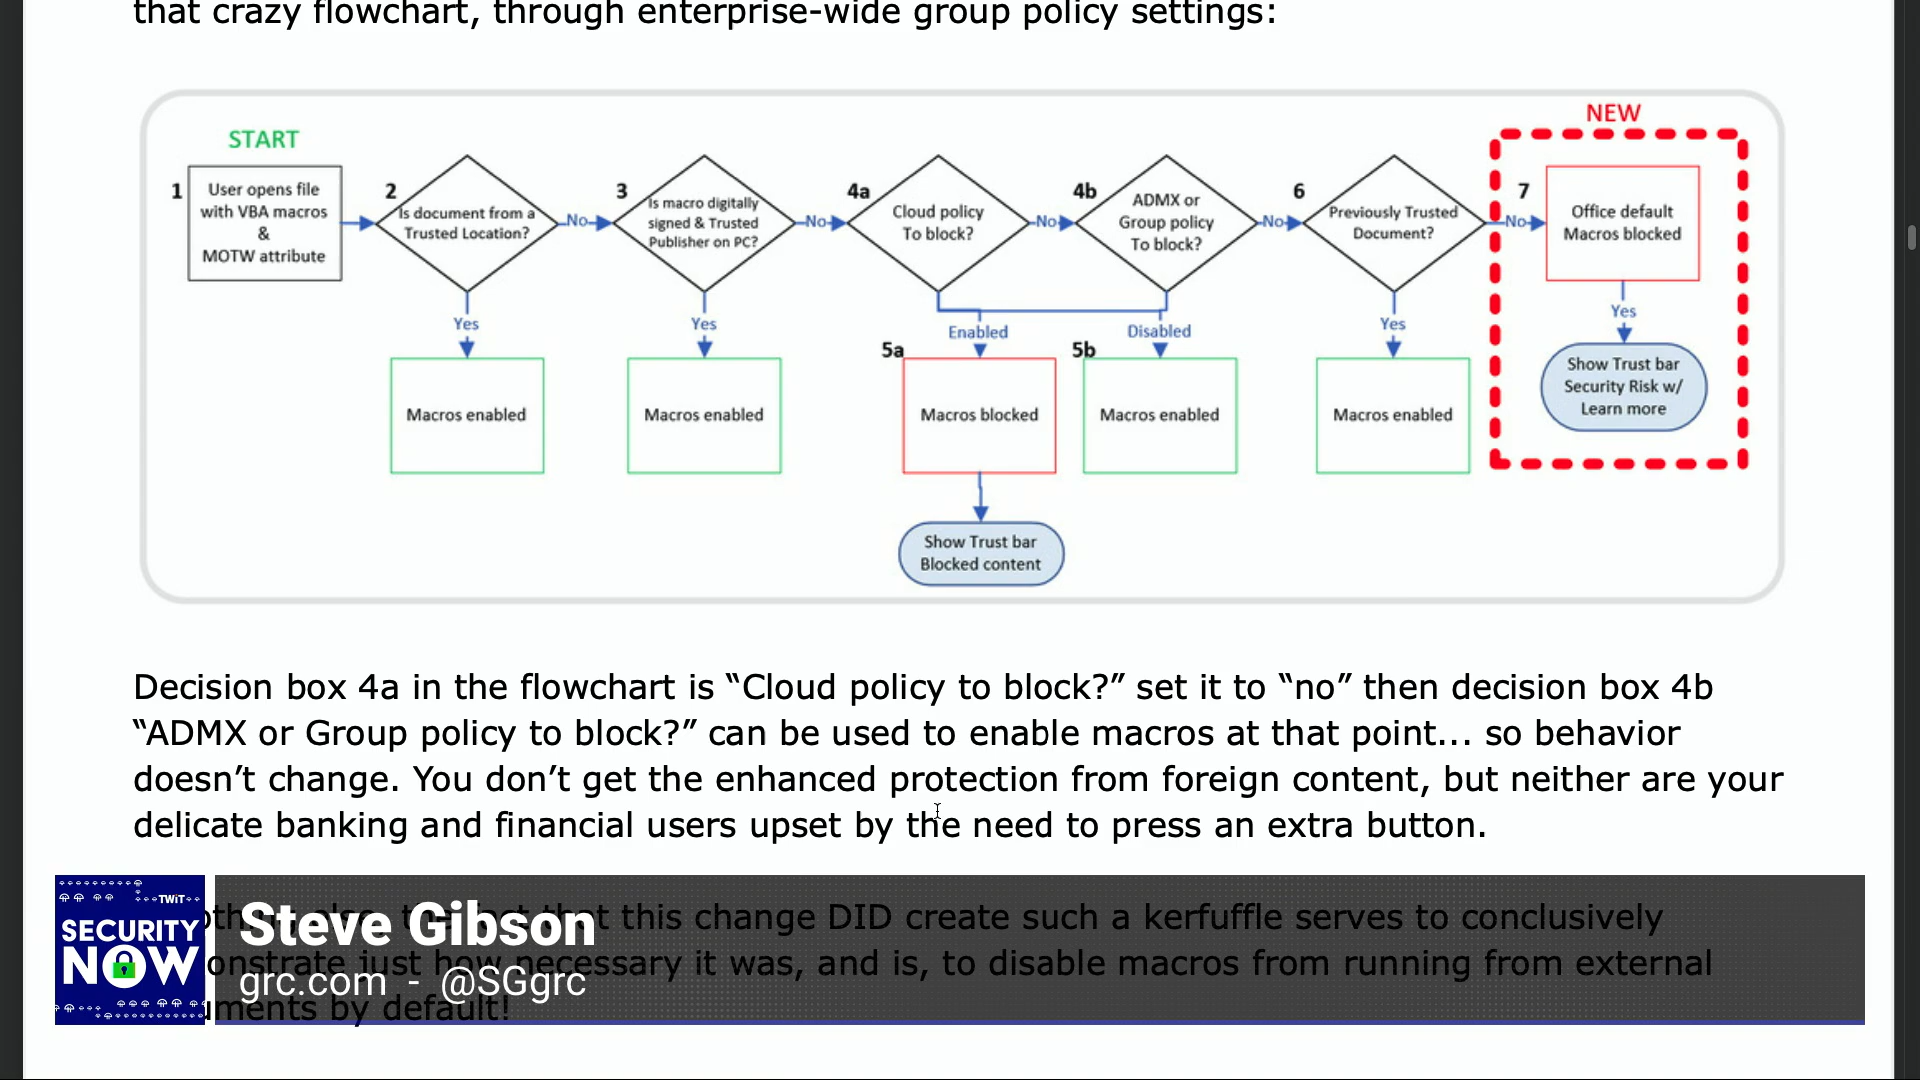 that crazy flowchart, through enterprise-wide group policy settings:
NEW
START
1
User opens file
with VBA macros
&
MOTW attribute
2
Is document from a
Trusted Location?
No
3
Is macro digitally
signed & Trusted
Publisher on PC?
No
4a
Cloud policy
To block?
No
4b
ADMX or
Group policy
To block?
No
6
Previously Trusted
Document?
No
7
Office default
Macros blocked
Yes
Yes
Enabled
Disabled
Yes
Yes
Macros enabled
Macros enabled
5a
Macros blocked
5b
Macros enabled
Macros enabled
Show Trust bar
Security Risk w/
Learn more
Show Trust bar
Blocked content
Decision box 4a in the flowchart is “Cloud policy to block?” set it to “no” then decision box 4b
“ADMX or Group policy to block?” can be used to enable macros at that point... so behavior
doesn’t change. You don’t get the enhanced protection from foreign content, but neither are your
delicate banking and financial users upset by the need to press an extra button.
this change DID create such a kerfuffle serves to conclusively
just how necessary it was, and is, to disable macros from running from external
by default!
TWiT
SECURITY
NOW
Steve Gibson
grc.com - @SGgrc